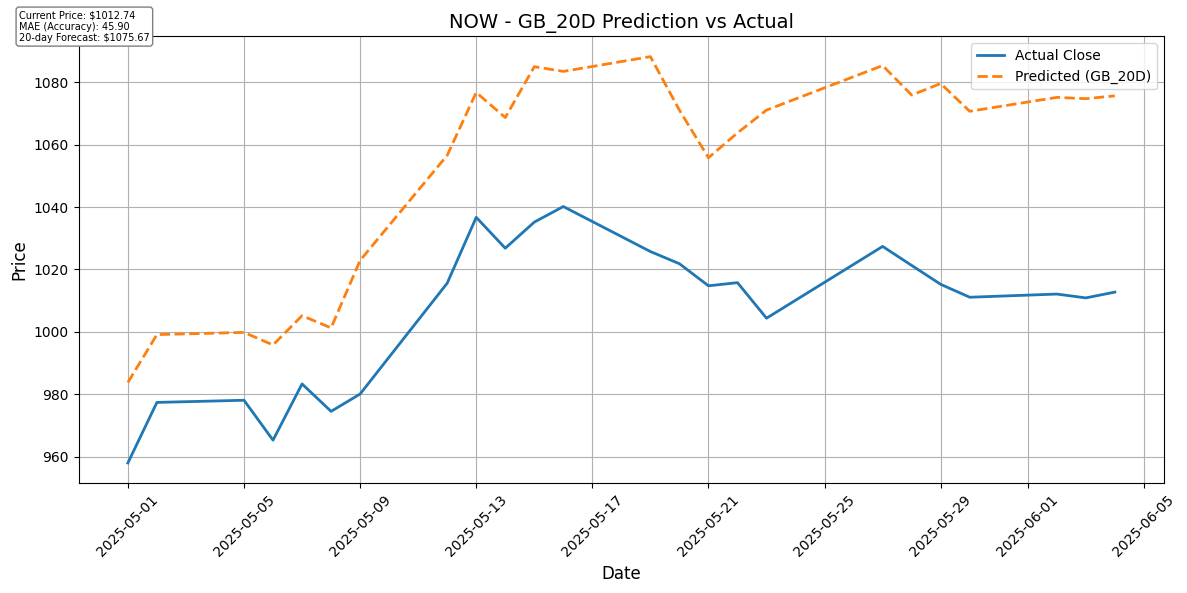 NOW - GB_20D Prediction vs Actual
Current Price: $1012.74
MAE (Accuracy): 45.90
20-day Forecast: $1075.67
Actual Close
Predicted (GB_20D)
Price
1080
1060
1040
1020
1000
980
960
2025-05-01
2025-05-05
2025-05-09
2025-05-13
2025-05-17
2025-05-21
2025-05-25
2025-05-29
2025-06-01
2025-06-05
Date